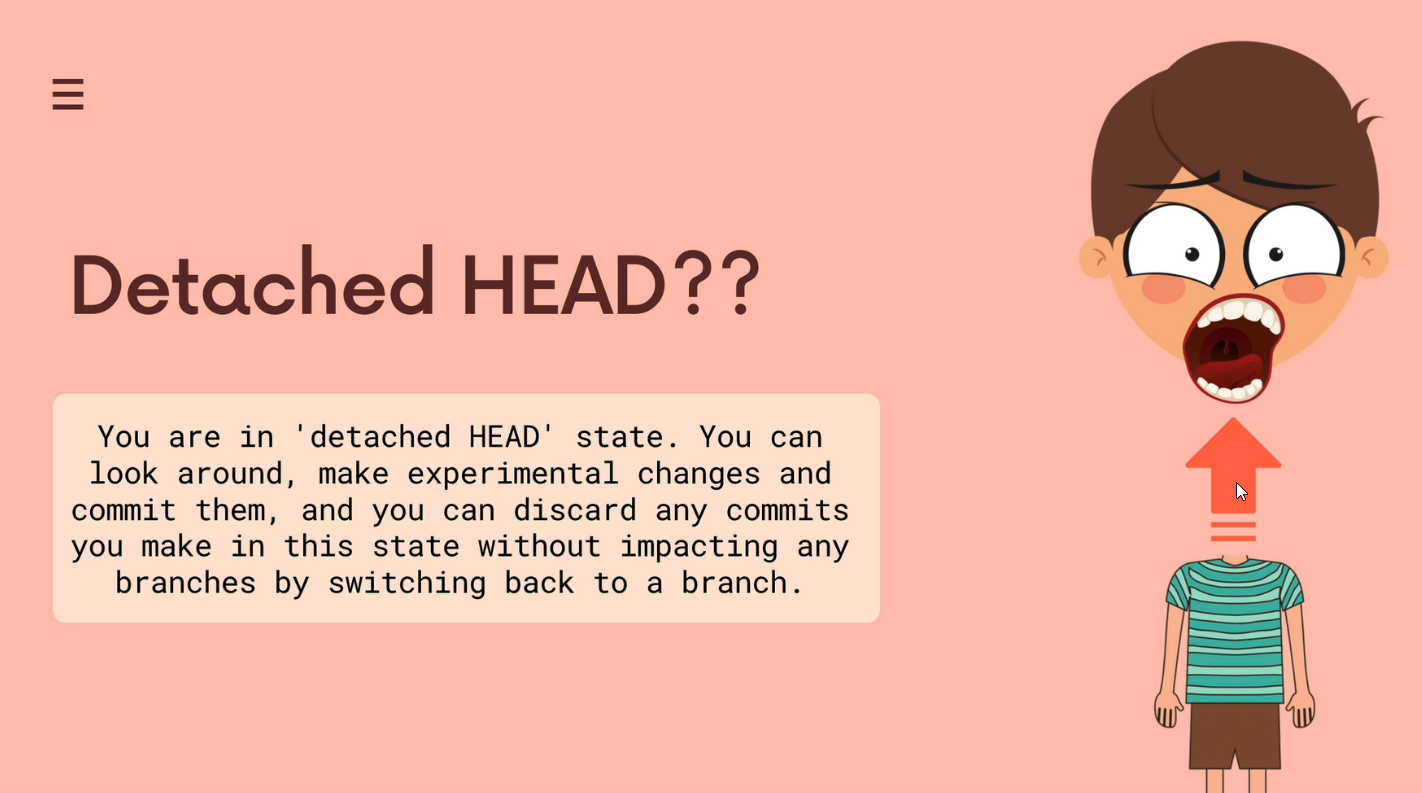 Detached HEAD??
You are in 'detached HEAD' state. You can
look around, make experimental changes and
commit them, and you can discard any commits
you make in this state without impacting any
branches by switching back to a branch.